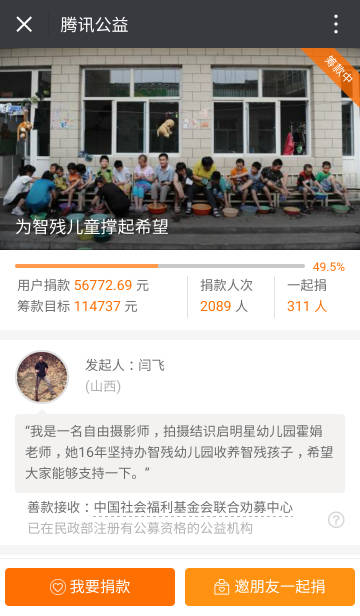 腾讯公益
筹款中
为智残儿童撑起希望
49.5%
用户捐款 56772.69 元 捐款人次 一起捐
筹款目标 114737 元 2089 人 311 人
发起人：闫飞
(山西)
“我是一名自由摄影师，拍摄结识启明星幼儿园霍娟
老师，她16年坚持办智残幼儿园收养智残孩子，希望
大家能够支持一下。”
善款接收：中国社会福利基金会联合劝募中心
已在民政部注册有公募资格的公益机构
我要捐款 邀朋友一起捐